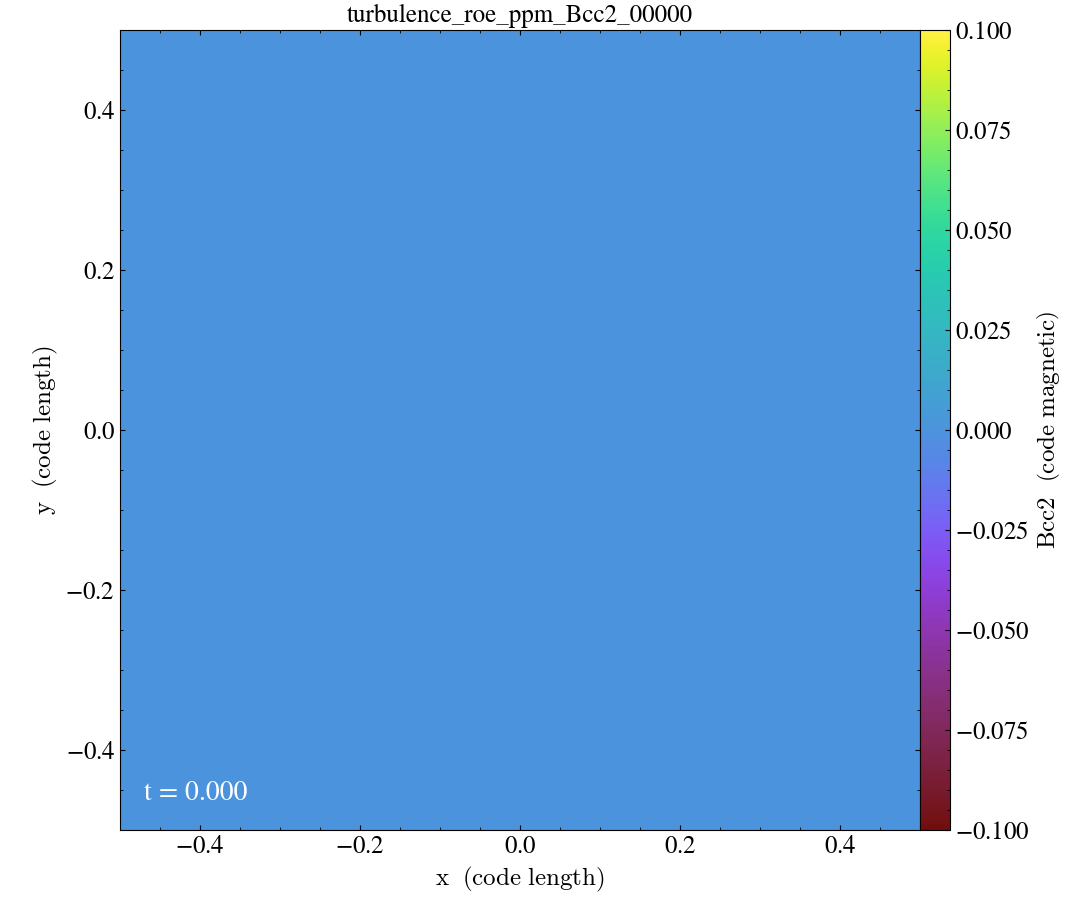 turbulence_roe_ppm_Bcc2_00000
0.4
0.2
0.0
−0.2
−0.4
y (code length)
t = 0.000
−0.4 −0.2 0.0 0.2 0.4
x (code length)
0.100
0.075
0.050
0.025
0.000
−0.025
−0.050
−0.075
−0.100
Bcc2 (code magnetic)